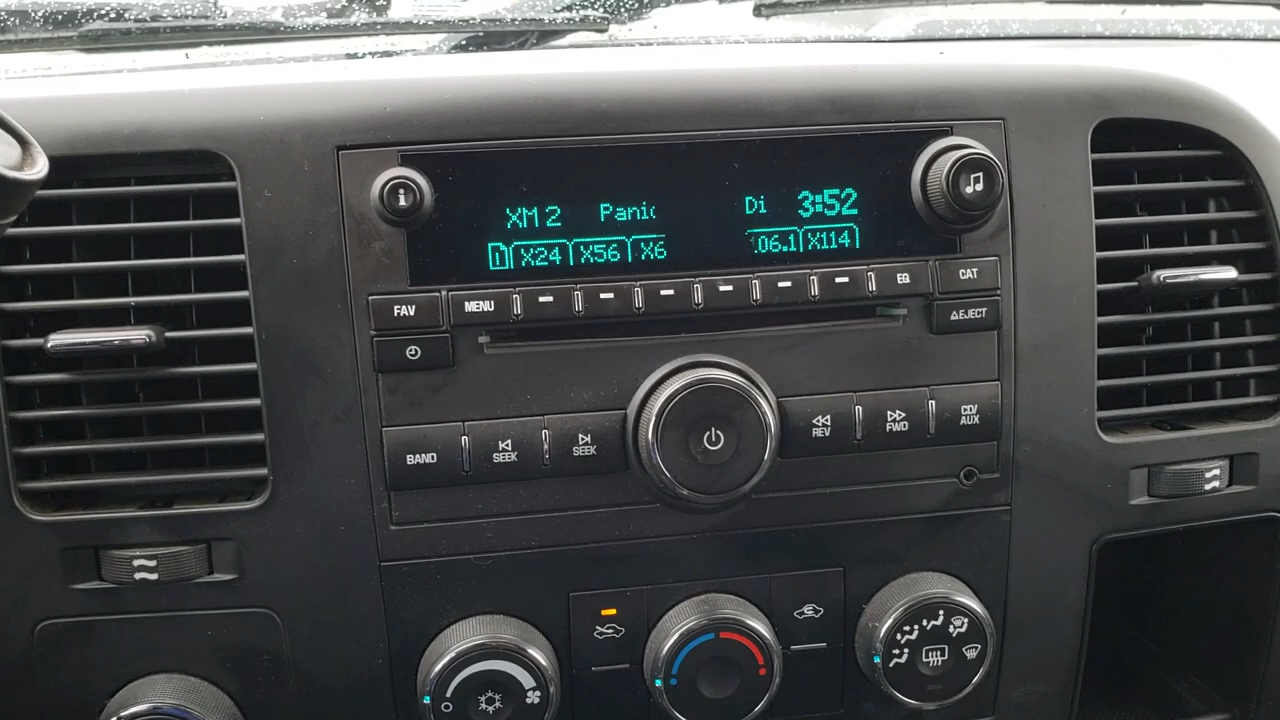 i
XM 2 Panic Di 3:52
1 X24 X56 X6 06.1 X114
FAV MENU EQ CAT
EJECT
BAND SEEK SEEK REV FWD CD/AUX